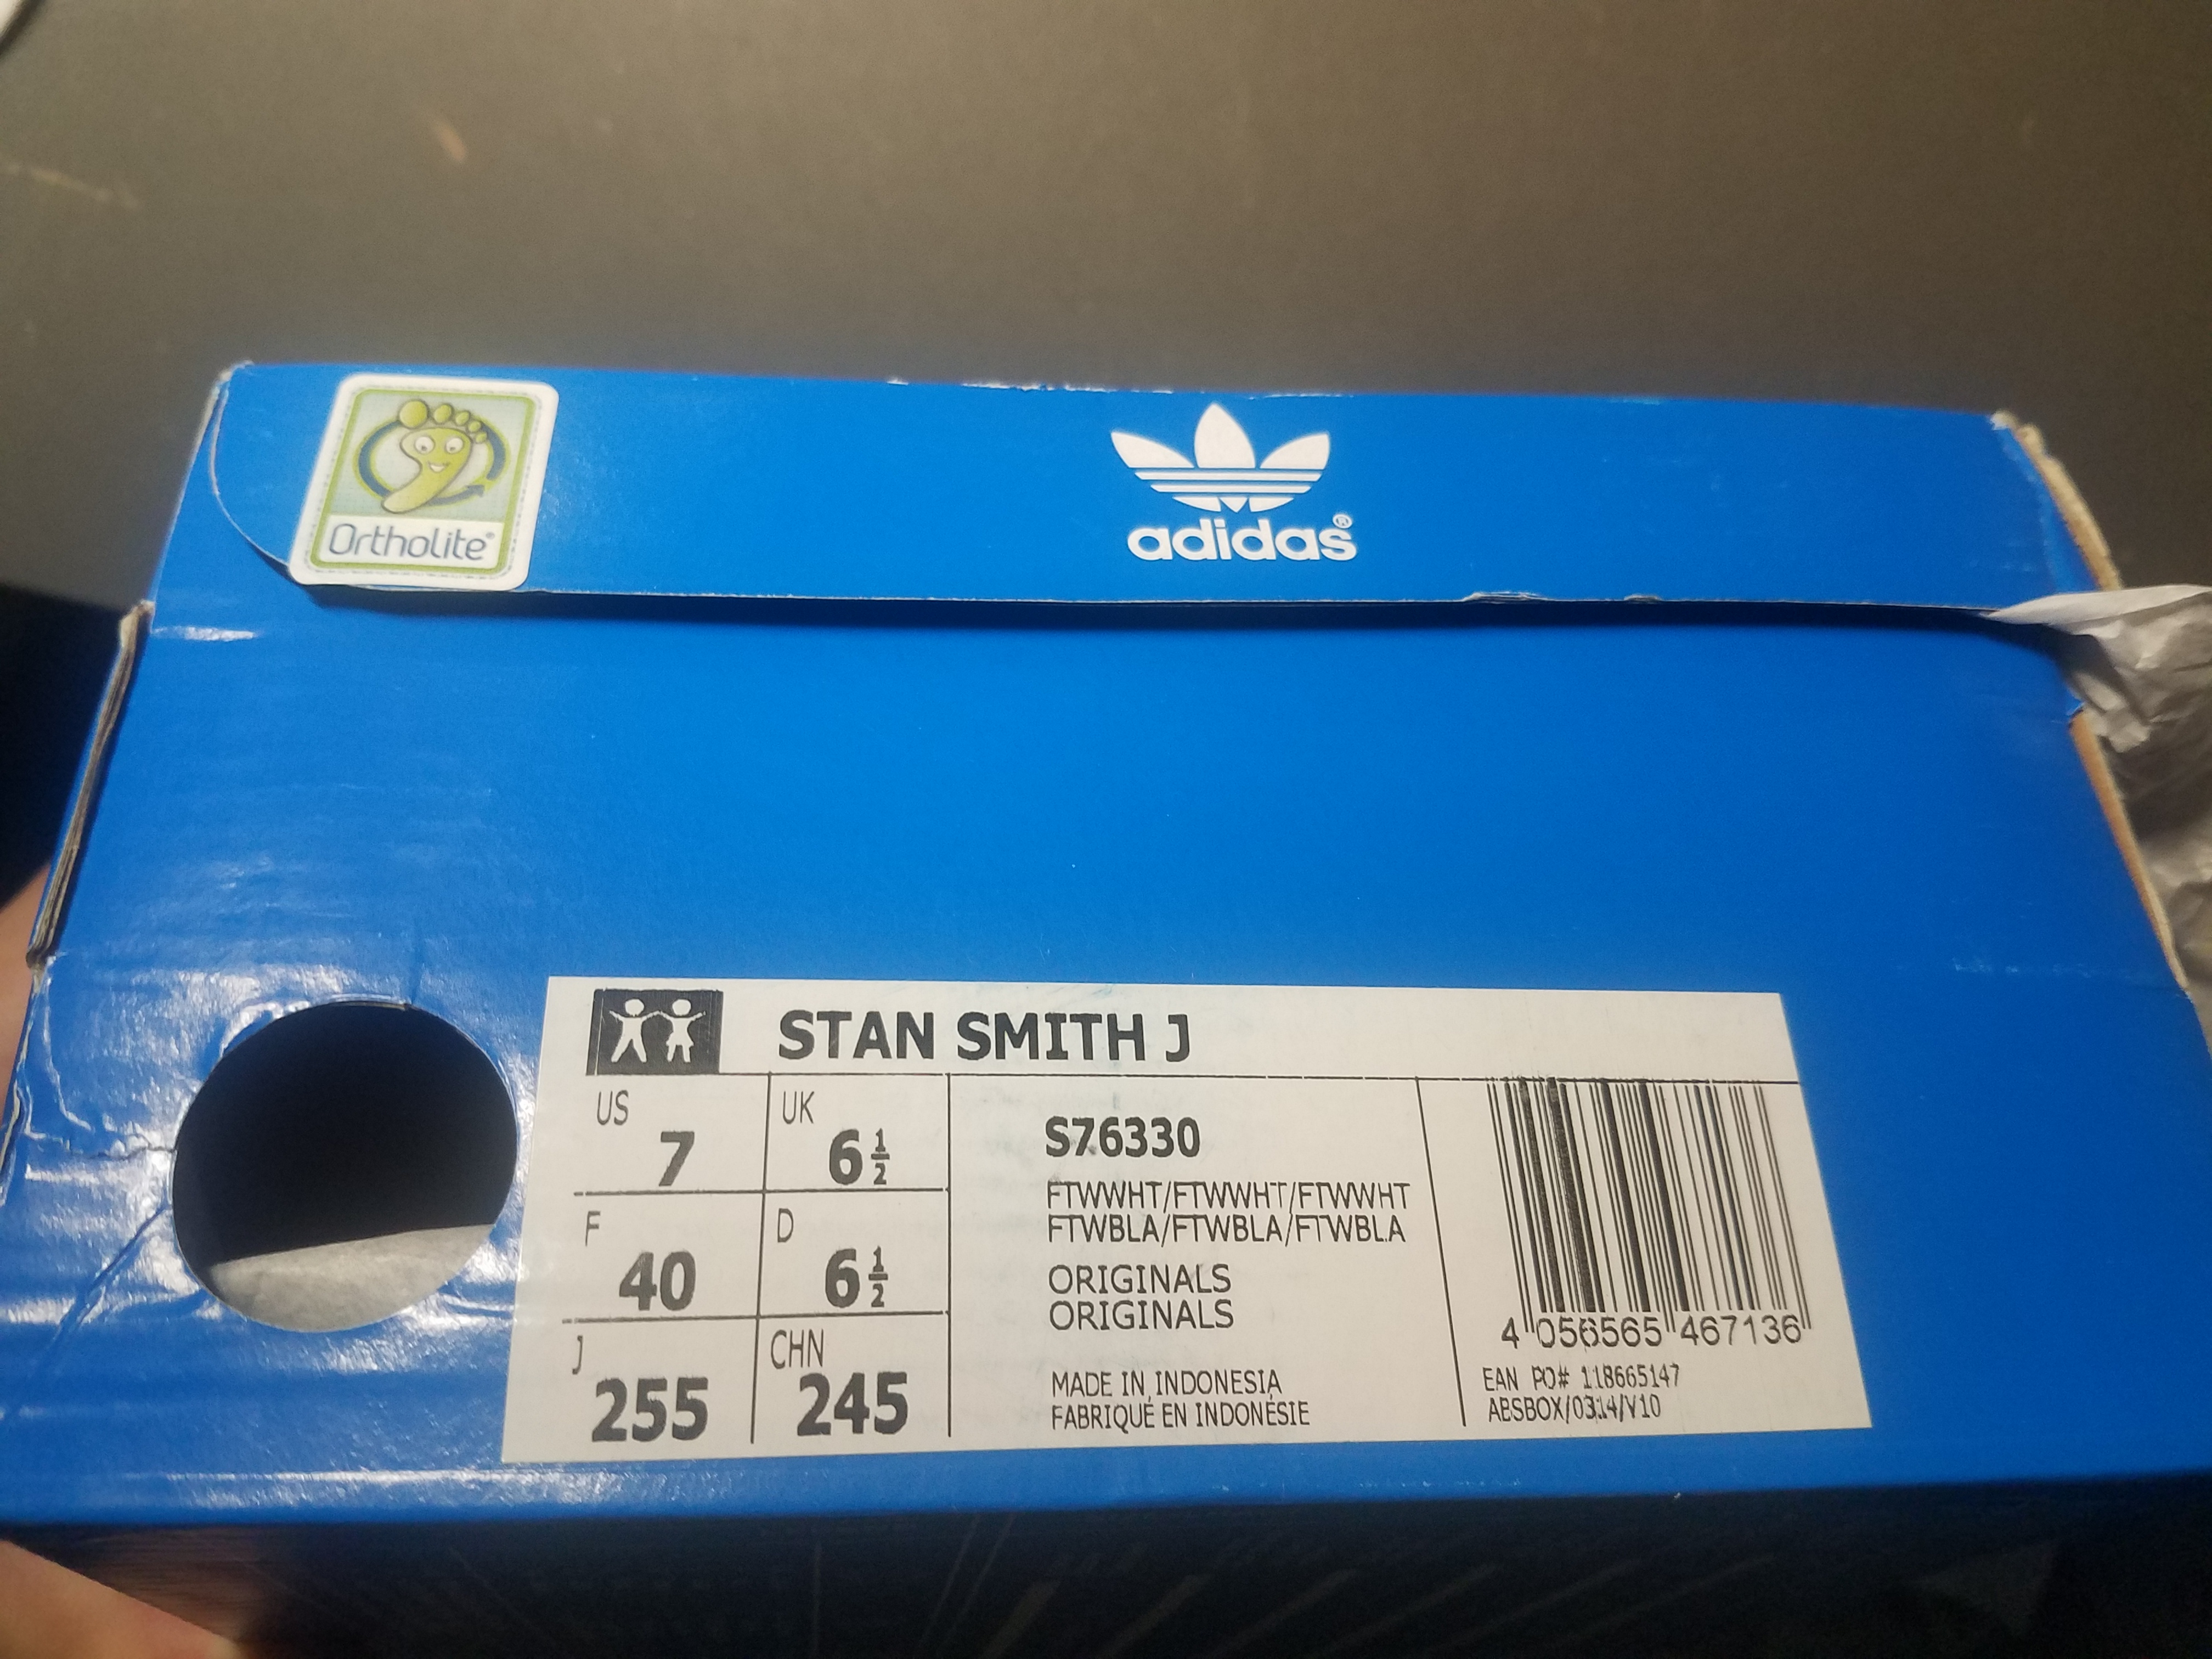 Ortholite®
adidas®
STAN SMITH J
US
7
UK
6 1/2
F
40
D
6 1/2
J
255
CHN
245
S76330
FTWWHT/FTWWHT/FTWWHT
FTWBLA/FTWBLA/FTWBLA
ORIGINALS
ORIGINALS
MADE IN INDONESIA
FABRIQUÉ EN INDONÉSIE
4 056565 467136
EAN PO# 118665147
ABSBOX/0314/V10